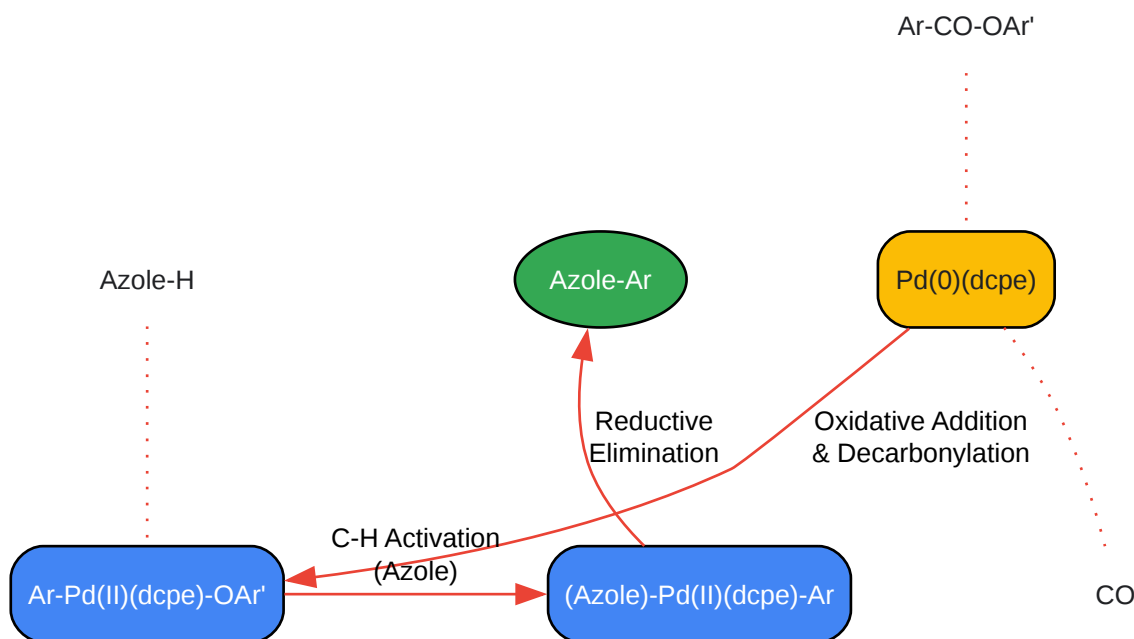 Ar-CO-OAr'
Azole-H
Azole-Ar
Pd(0)(dcpe)
Reductive
Elimination
Oxidative Addition
& Decarbonylation
C-H Activation
(Azole)
Ar-Pd(II)(dcpe)-OAr'
(Azole)-Pd(II)(dcpe)-Ar
CO